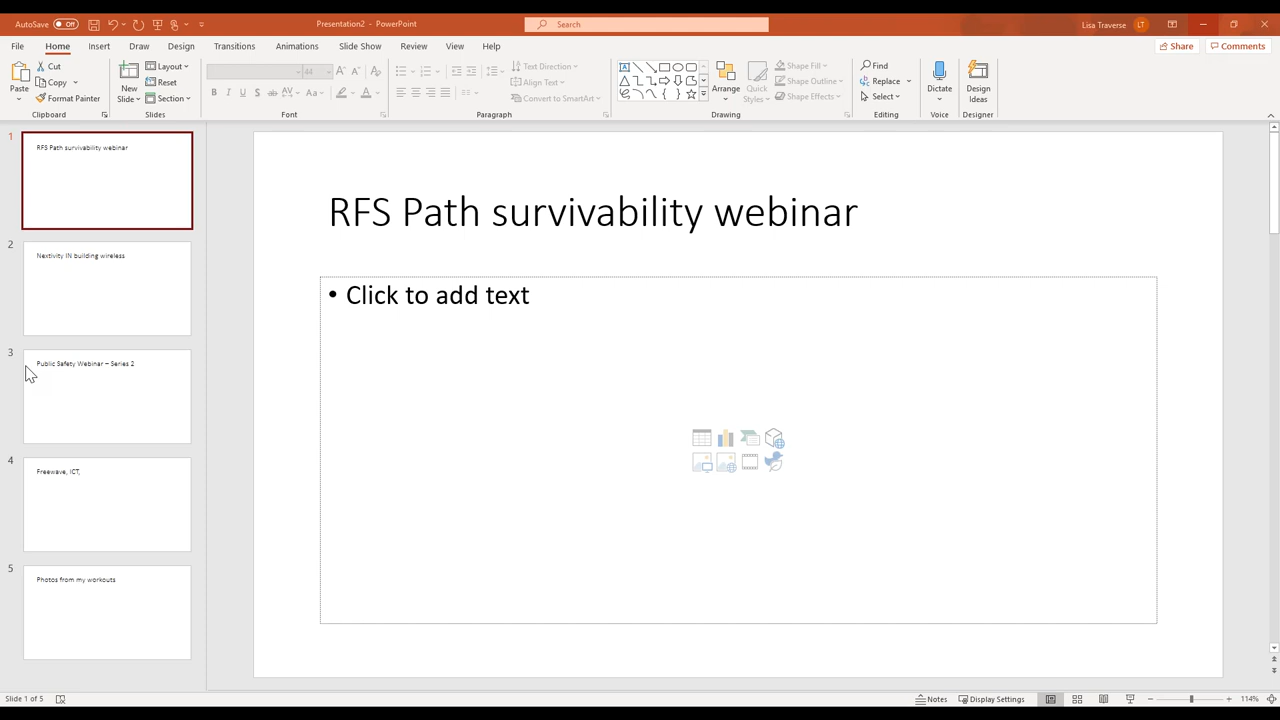 AutoSave Off
Presentation2 - PowerPoint
Search
Lisa Traverse LT
File Home Insert Draw Design Transitions Animations Slide Show Review View Help
Share Comments
Paste
Cut
Copy
Format Painter
Clipboard
New
Slide
Layout
Reset
Section
Slides
44
B I U S ab AV Aa A
Font
Text Direction
Align Text
Convert to SmartArt
Paragraph
Arrange
Quick
Styles
Shape Fill
Shape Outline
Shape Effects
Drawing
Find
Replace
Select
Editing
Dictate
Voice
Design
Ideas
Designer
1
RFS Path survivability webinar
2
Nextivity IN building wireless
3
Public Safety Webinar – Series 2
4
Freewave, ICT,
5
Photos from my workouts
RFS Path survivability webinar
• Click to add text
Slide 1 of 5
Notes
Display Settings
114%